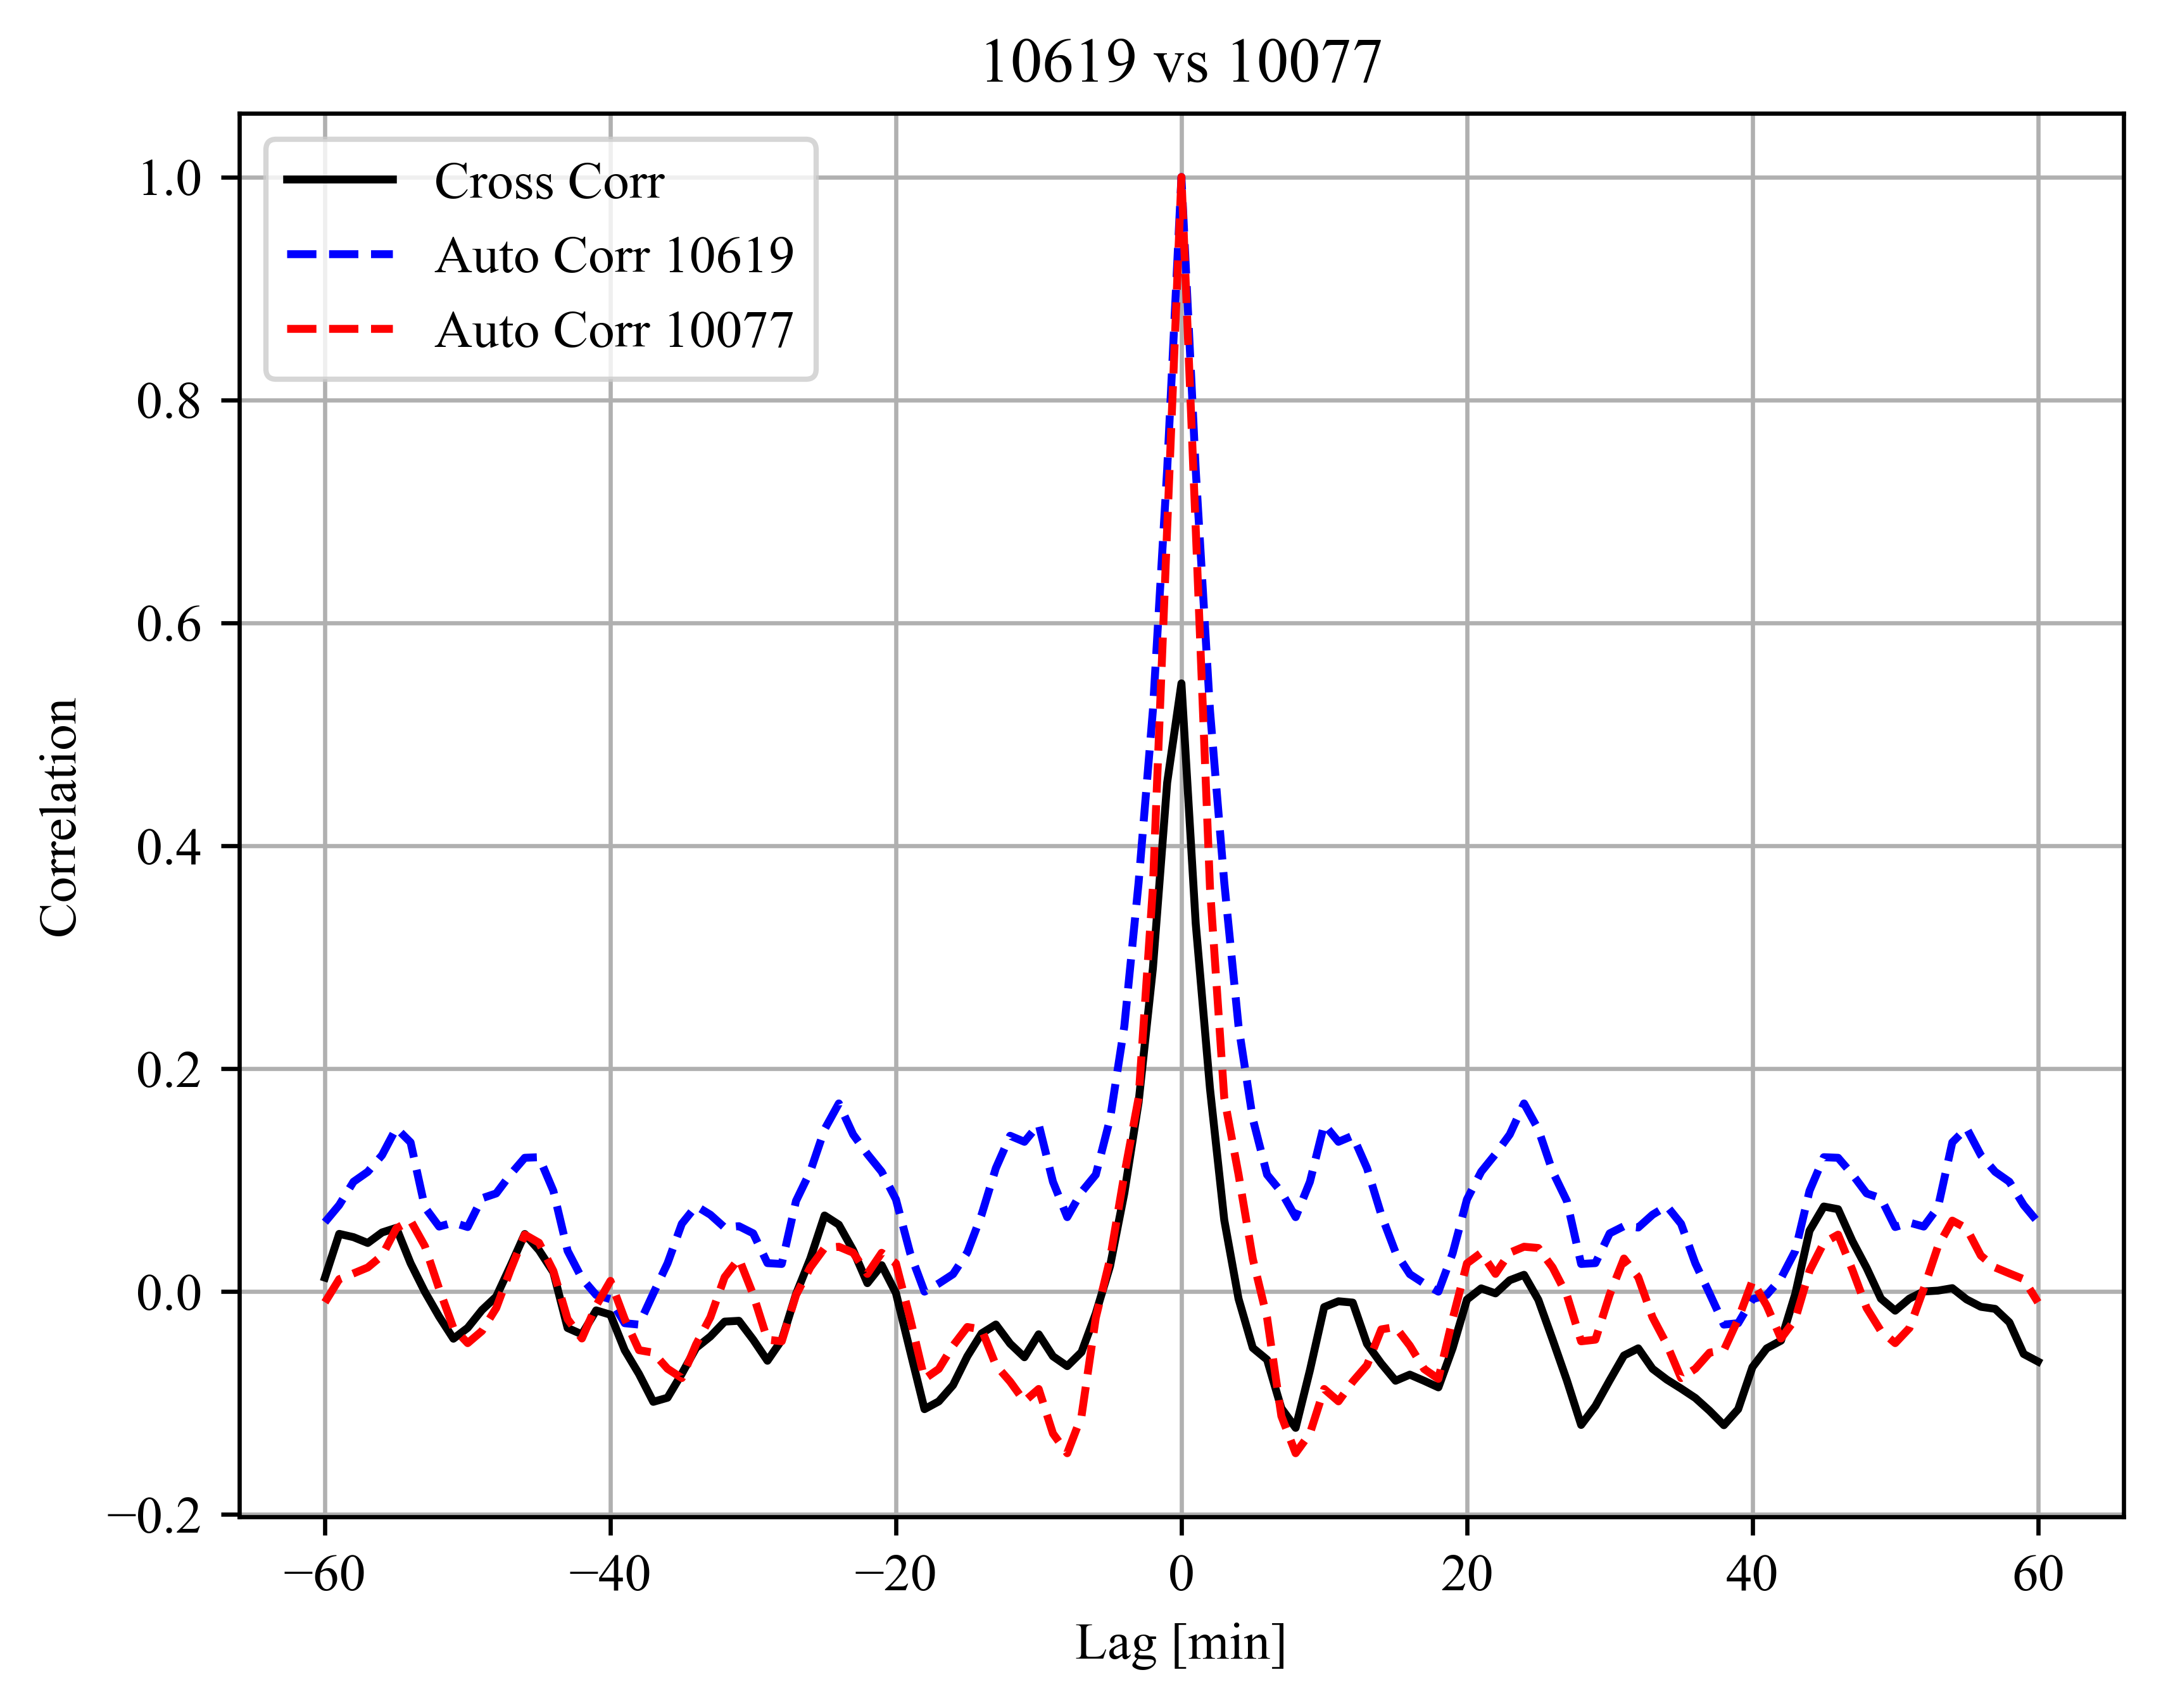 10619 vs 10077
Cross Corr
Auto Corr 10619
Auto Corr 10077
1.0
0.8
0.6
0.4
0.2
0.0
−0.2
Correlation
−60 −40 −20 0 20 40 60
Lag [min]